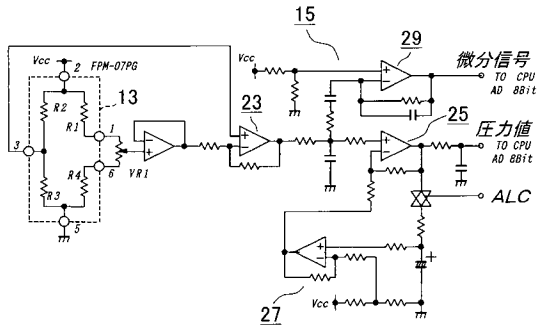 15
29
微分信号
TO CPU
AD 8Bit
Vcc
Vcc
FPM-07PG
2
13
23
25
圧力値
TO CPU
AD 8Bit
R2
R1
1
3
R3
R4
6
VR1
5
ALC
27
Vcc